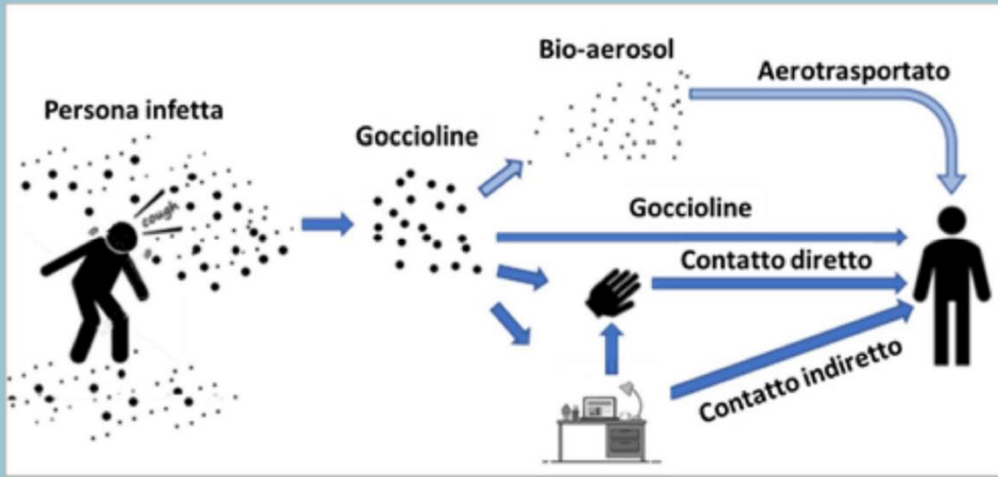 Bio-aerosol
Aerotrasportato
Persona infetta
Goccioline
cough
Goccioline
Contatto diretto
Contatto indiretto